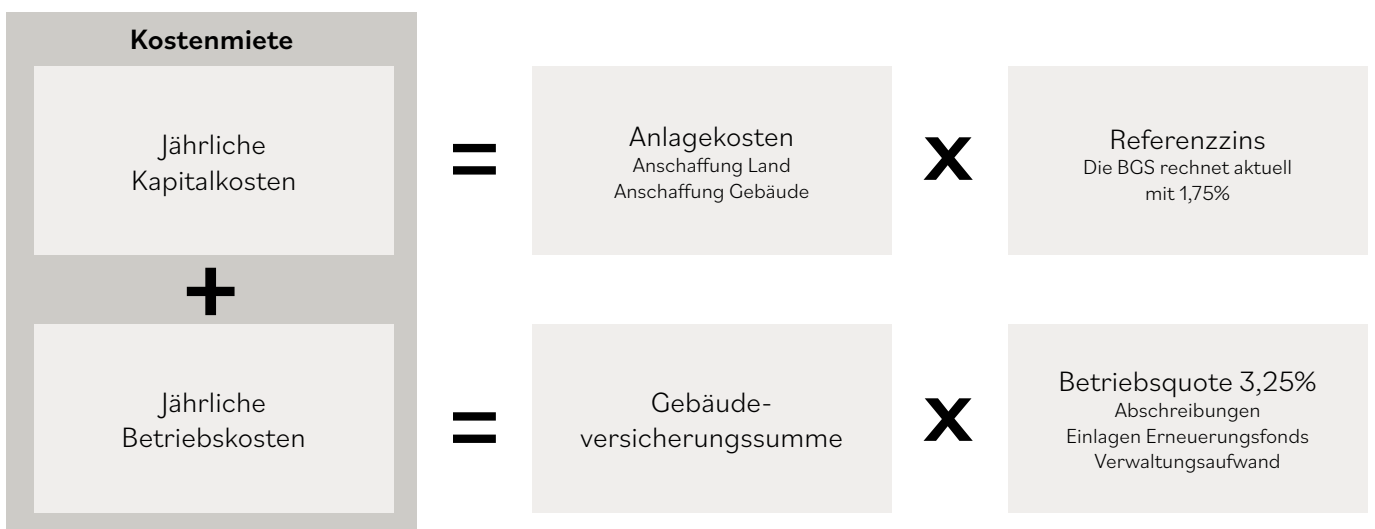 Kostenmiete
Jährliche
Kapitalkosten
=
Anlagekosten
Anschaffung Land
Anschaffung Gebäude
x
Referenzzins
Die BGS rechnet aktuell
mit 1,75%
+
Jährliche
Betriebskosten
=
Gebäude-
versicherungssumme
x
Betriebsquote 3,25%
Abschreibungen
Einlagen Erneuerungsfonds
Verwaltungsaufwand